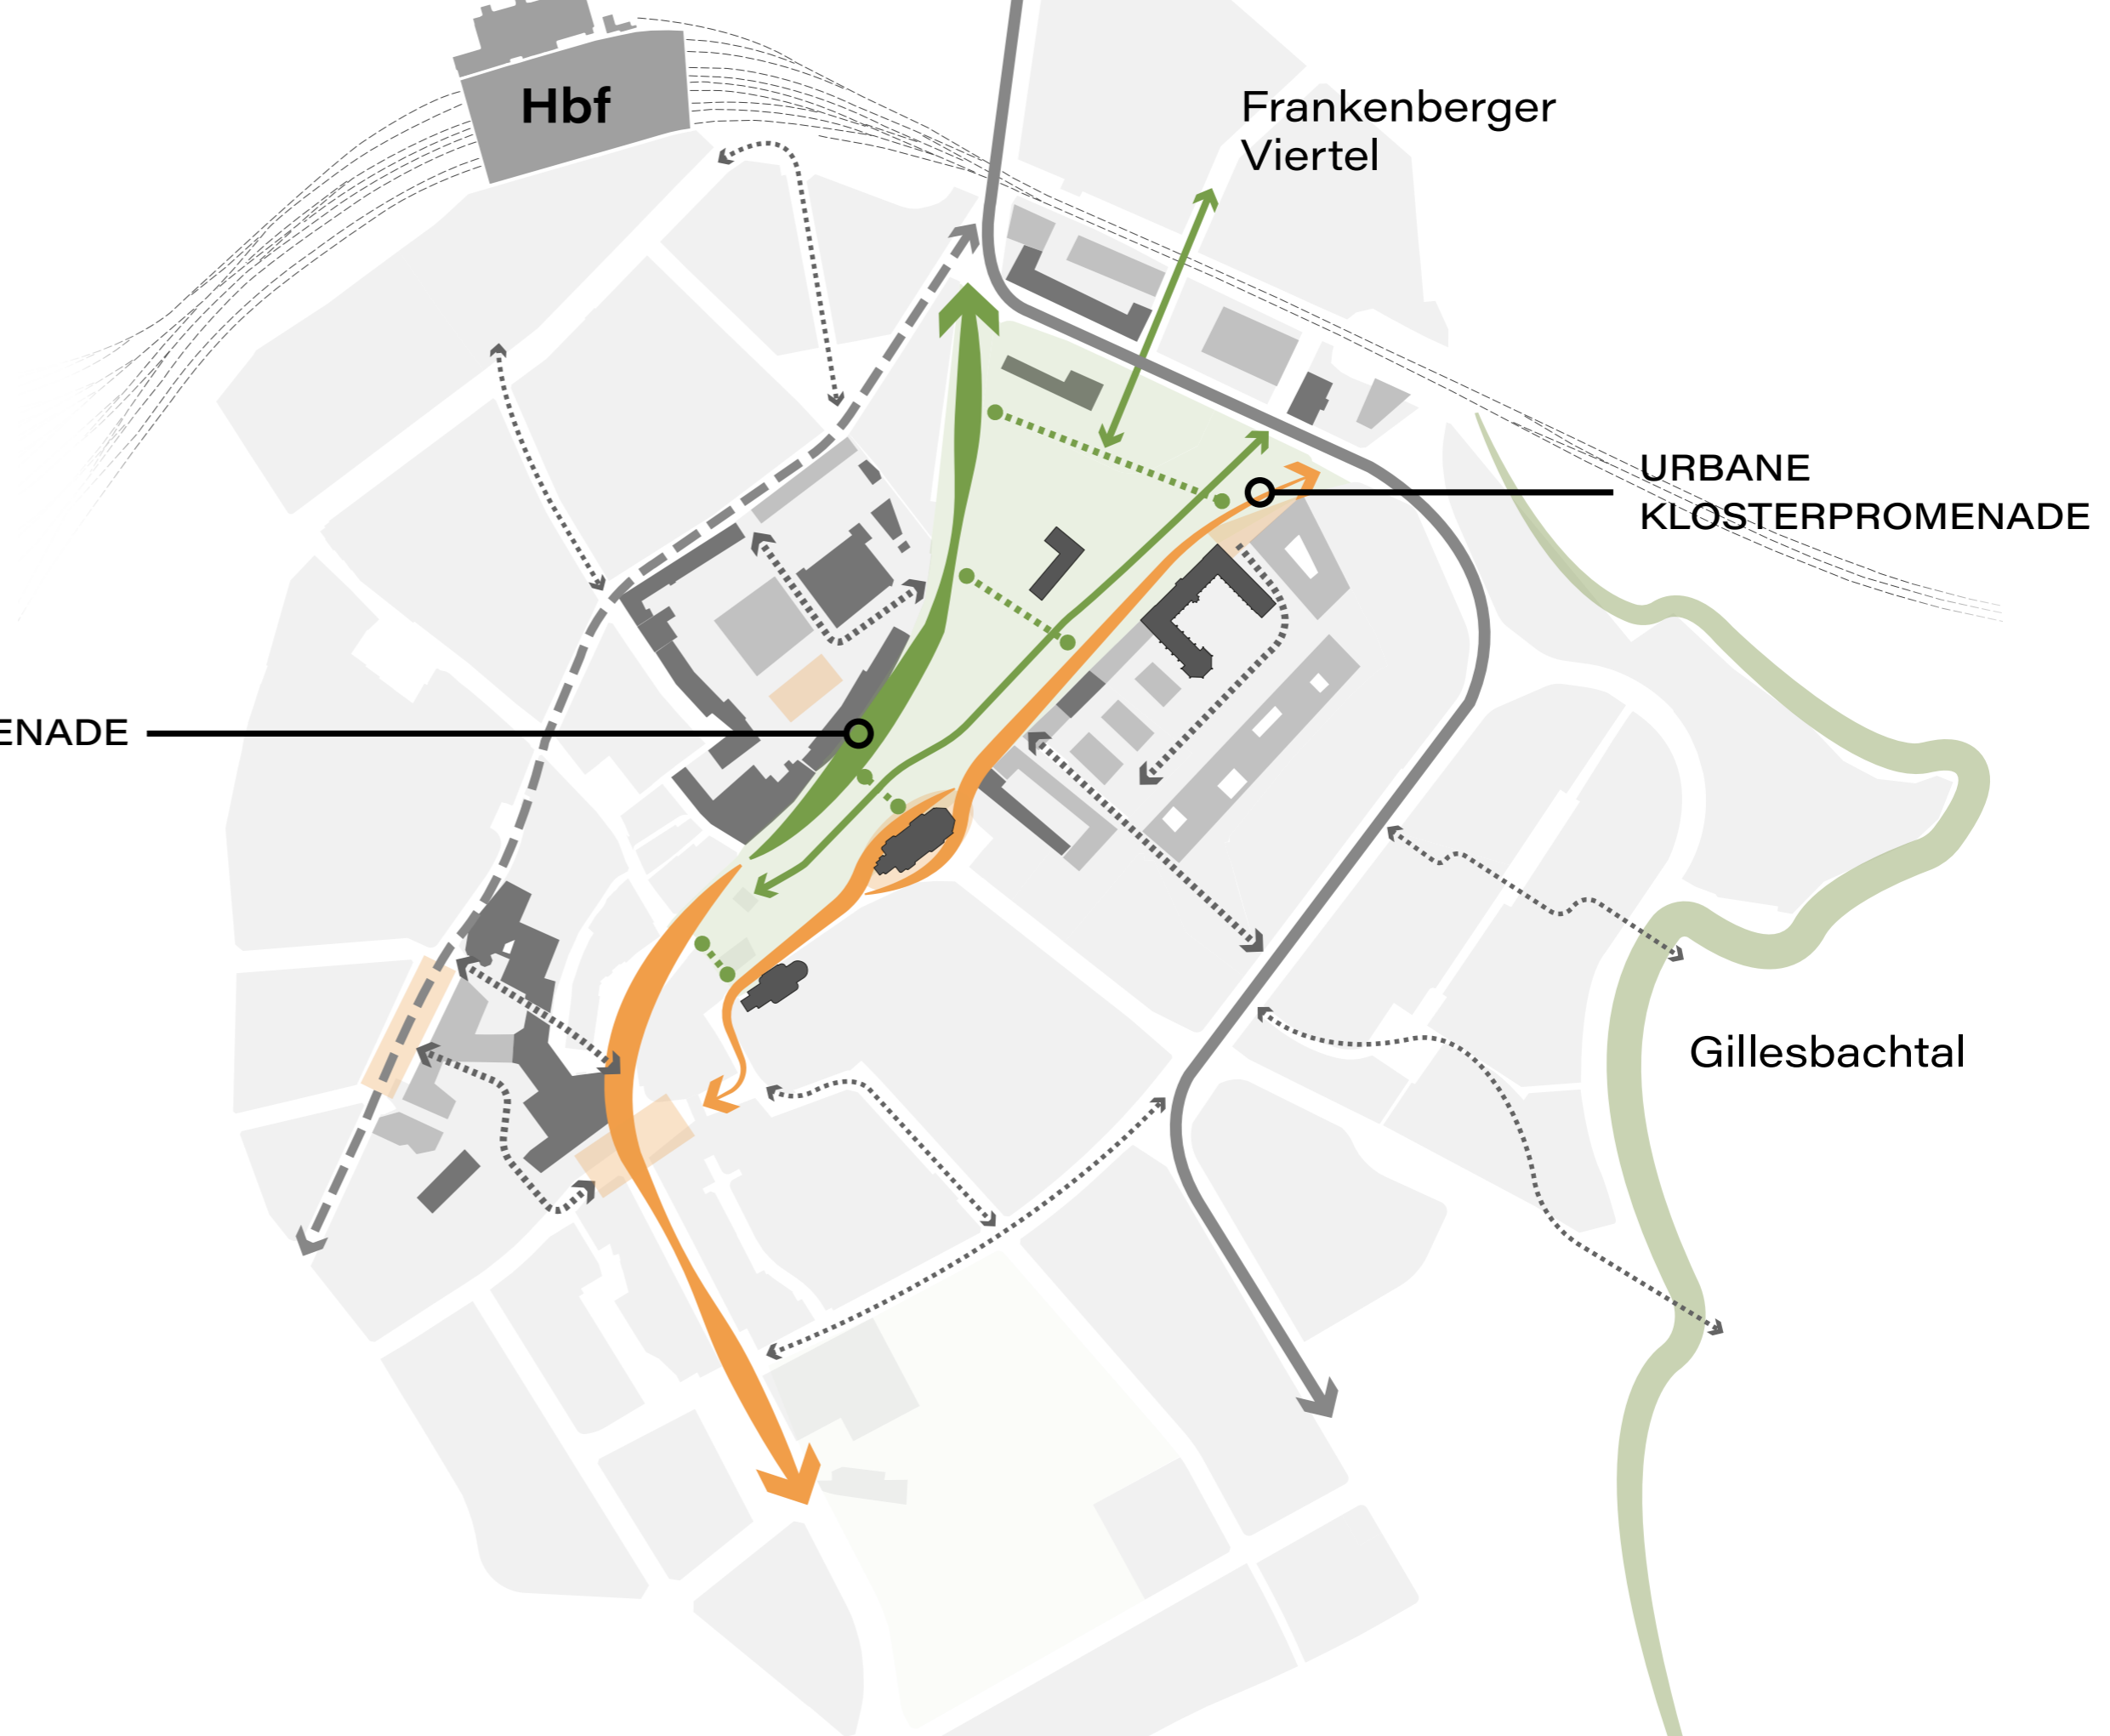 Hbf
Frankenberger
Viertel
URBANE
KLOSTERPROMENADE
ENADE
Gillesbachtal